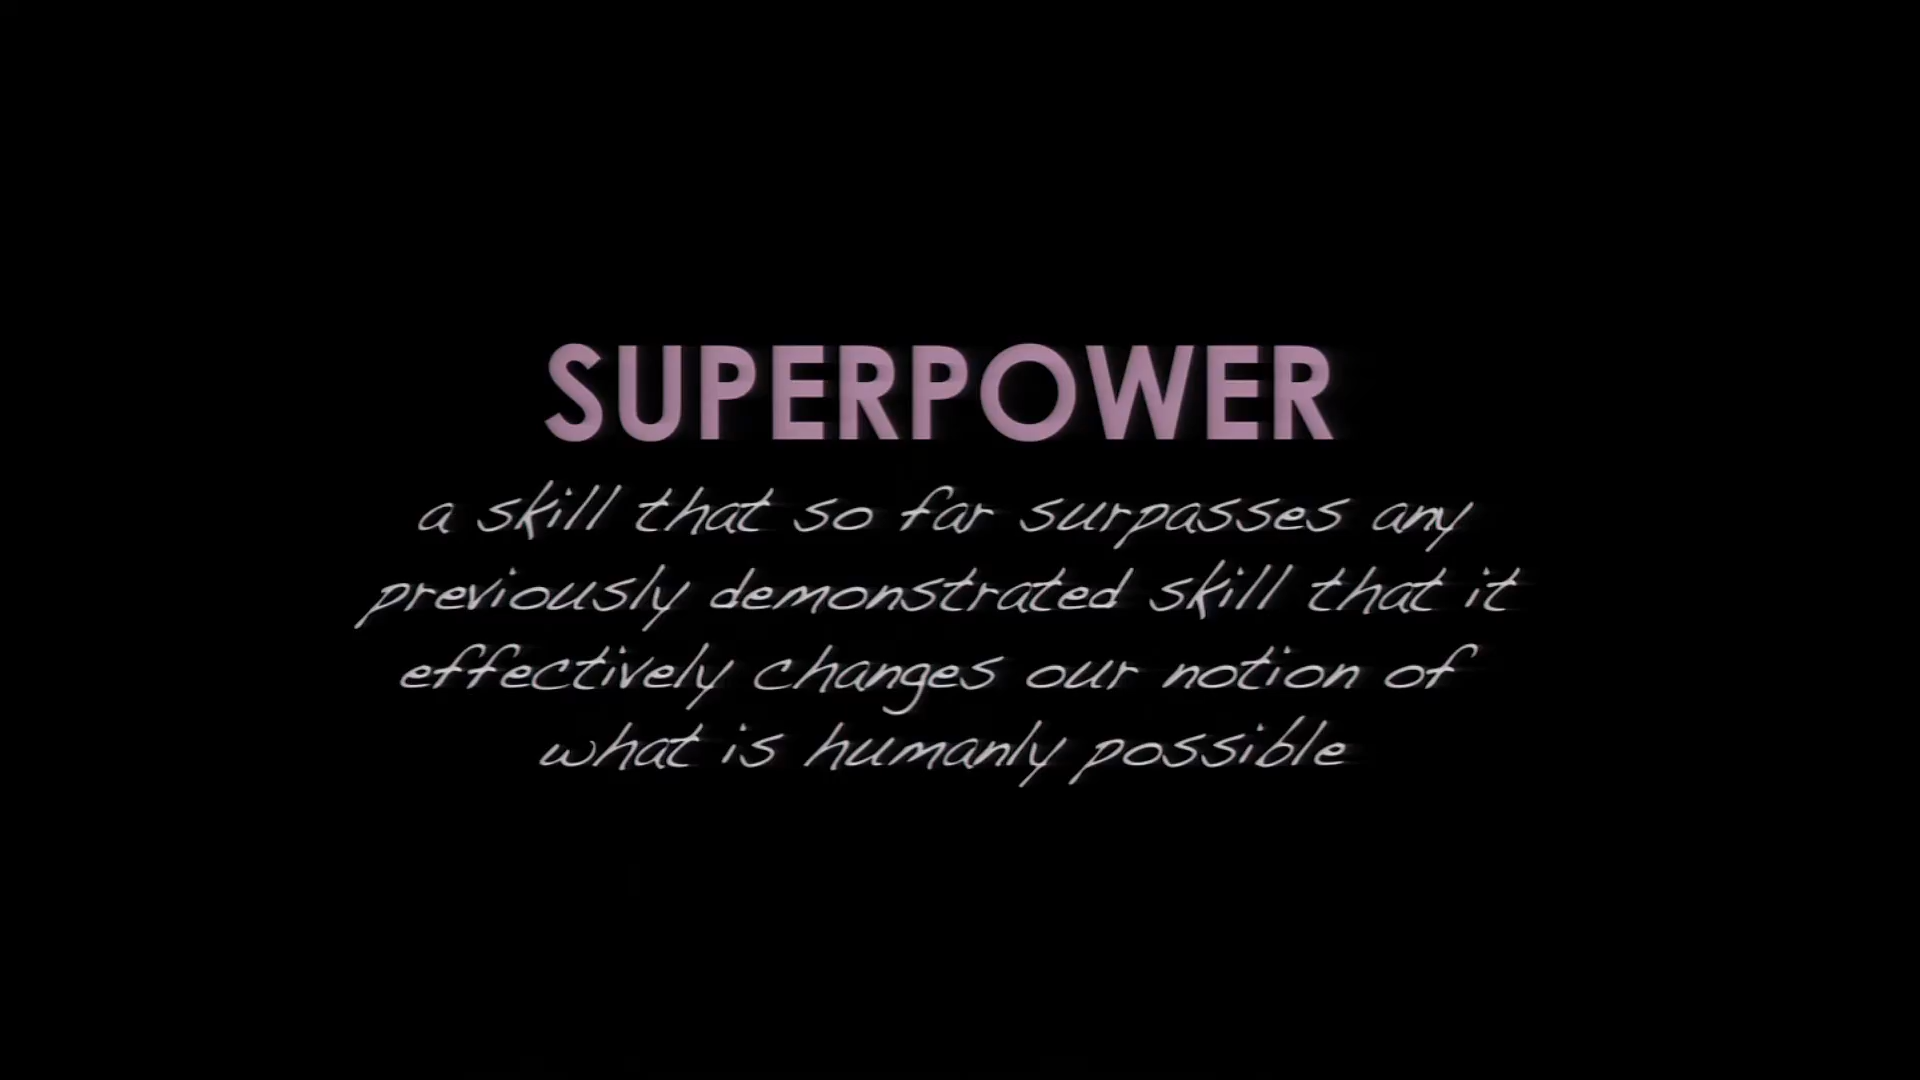 SUPERPOWER
a skill that so far surpasses any
previously demonstrated skill that it
effectively changes our notion of
what is humanly possible